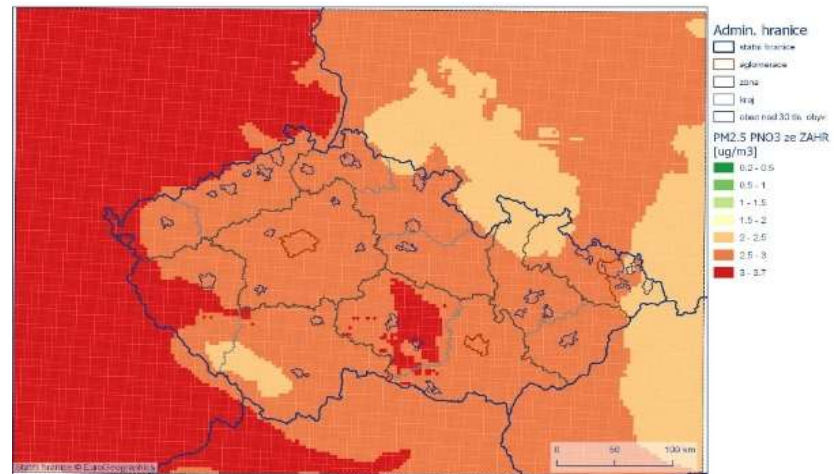 Admin. hranice
státní hranice
aglomerace
zóna
kraj
obec nad 30 tis. obyv.
PM2.5 PNO3 ze ZAHR
[ug/m3]
0.2 - 0.5
0.5 - 1
1 - 1.5
1.5 - 2
2 - 2.5
2.5 - 3
3 - 3.7
0 50 100 km
Státní hranice © EuroGeographics